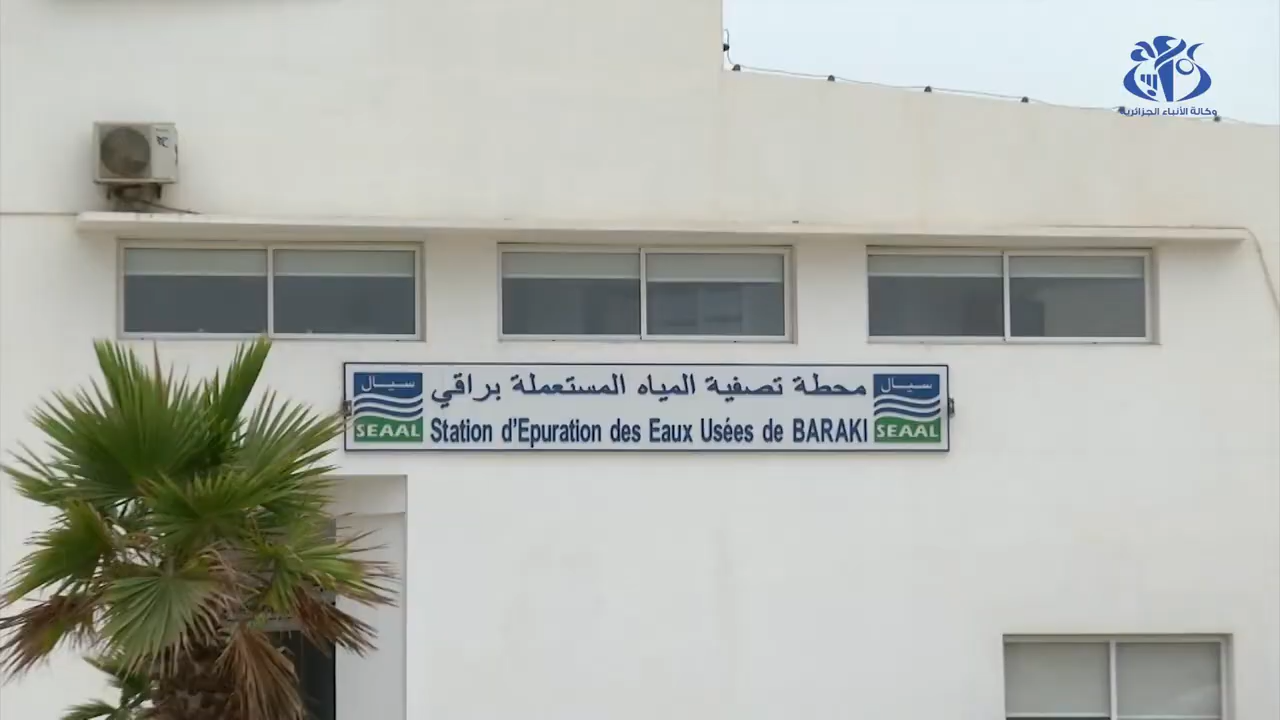 وكالة الأنباء الجزائرية
سيال
محطة تصفية المياه المستعملة براقي
سيال
SEAAL
Station d'Epuration des Eaux Usées de BARAKI
SEAAL